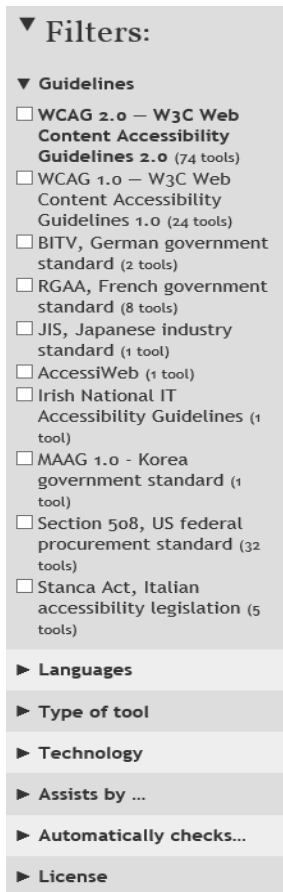 ▼ Filters:
▼ Guidelines
WCAG 2.0 — W3C Web
Content Accessibility
Guidelines 2.0 (74 tools)
WCAG 1.0 — W3C Web
Content Accessibility
Guidelines 1.0 (24 tools)
BITV, German government
standard (2 tools)
RGAA, French government
standard (8 tools)
JIS, Japanese industry
standard (1 tool)
AccessiWeb (1 tool)
Irish National IT
Accessibility Guidelines (1
tool)
MAAG 1.0 - Korea
government standard (1
tool)
Section 508, US federal
procurement standard (32
tools)
Stanca Act, Italian
accessibility legislation (5
tools)
► Languages
► Type of tool
► Technology
► Assists by ...
► Automatically checks...
► License